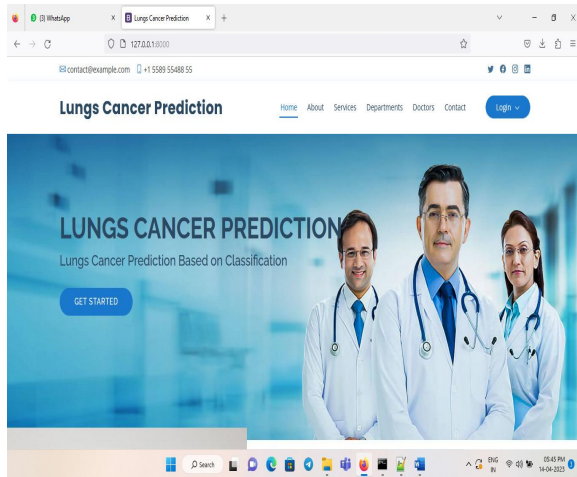 (3) WhatsApp
Lungs Cancer Prediction
127.0.0.1:8000
contact@example.com +1 5589 55488 55
Lungs Cancer Prediction
Home About Services Departments Doctors Contact Login
LUNGS CANCER PREDICTION
Lungs Cancer Prediction Based on Classification
GET STARTED
Search
ENG
IN
05:45 PM
14-04-2023